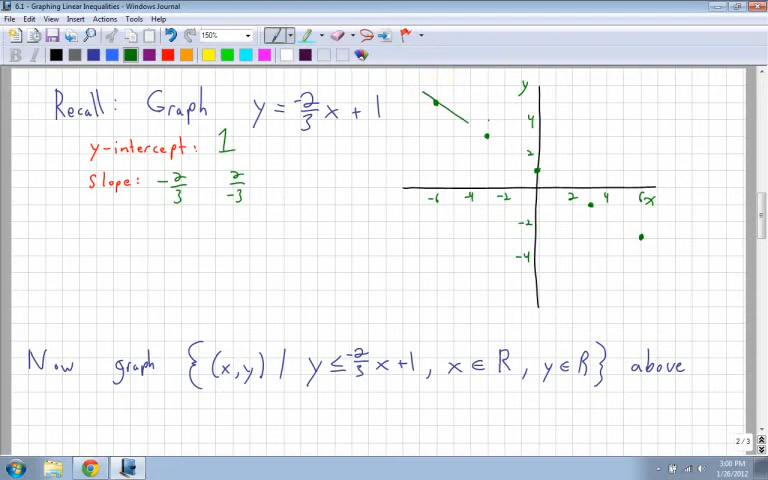 6.1 - Graphing Linear Inequalities - Windows Journal
File Edit View Insert Actions Tools Help
150%
B I
Recall: Graph y = -2/3 x + 1
y-intercept: 1
Slope: -2/3 2/-3
y
4
2
-6 -4 -2 2 4 6 x
-2
-4
Now graph {(x,y) | y ≤ -2/3 x+1, x ∈ R, y ∈ R} above
2 / 3
3:00 PM
1/26/2012